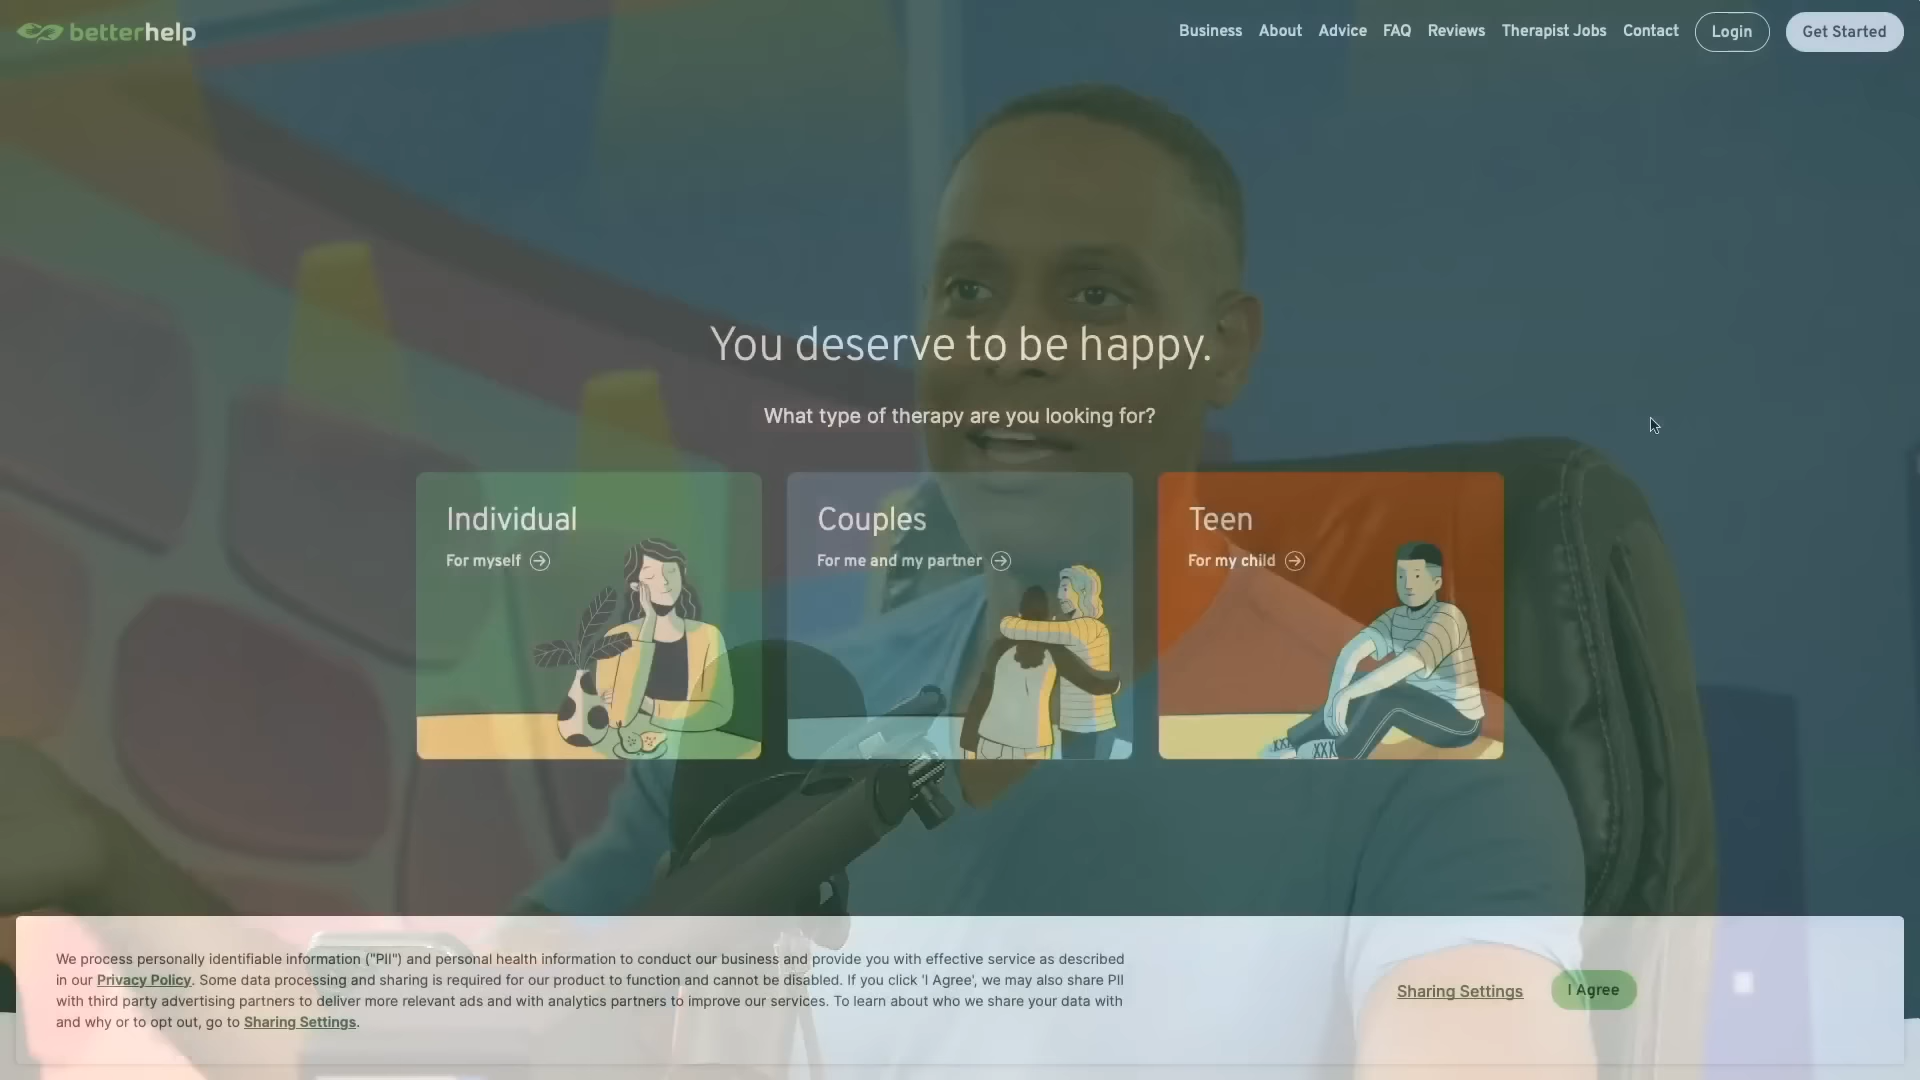 betterhelp
Business About Advice FAQ Reviews Therapist Jobs Contact Login Get Started
You deserve to be happy.
What type of therapy are you looking for?
Individual
For myself
Couples
For me and my partner
Teen
For my child
We process personally identifiable information ("PII") and personal health information to conduct our business and provide you with effective service as described
in our Privacy Policy. Some data processing and sharing is required for our product to function and cannot be disabled. If you click 'I Agree', we may also share PII
with third party advertising partners to deliver more relevant ads and with analytics partners to improve our services. To learn about who we share your data with
and why or to opt out, go to Sharing Settings.
Sharing Settings
I Agree